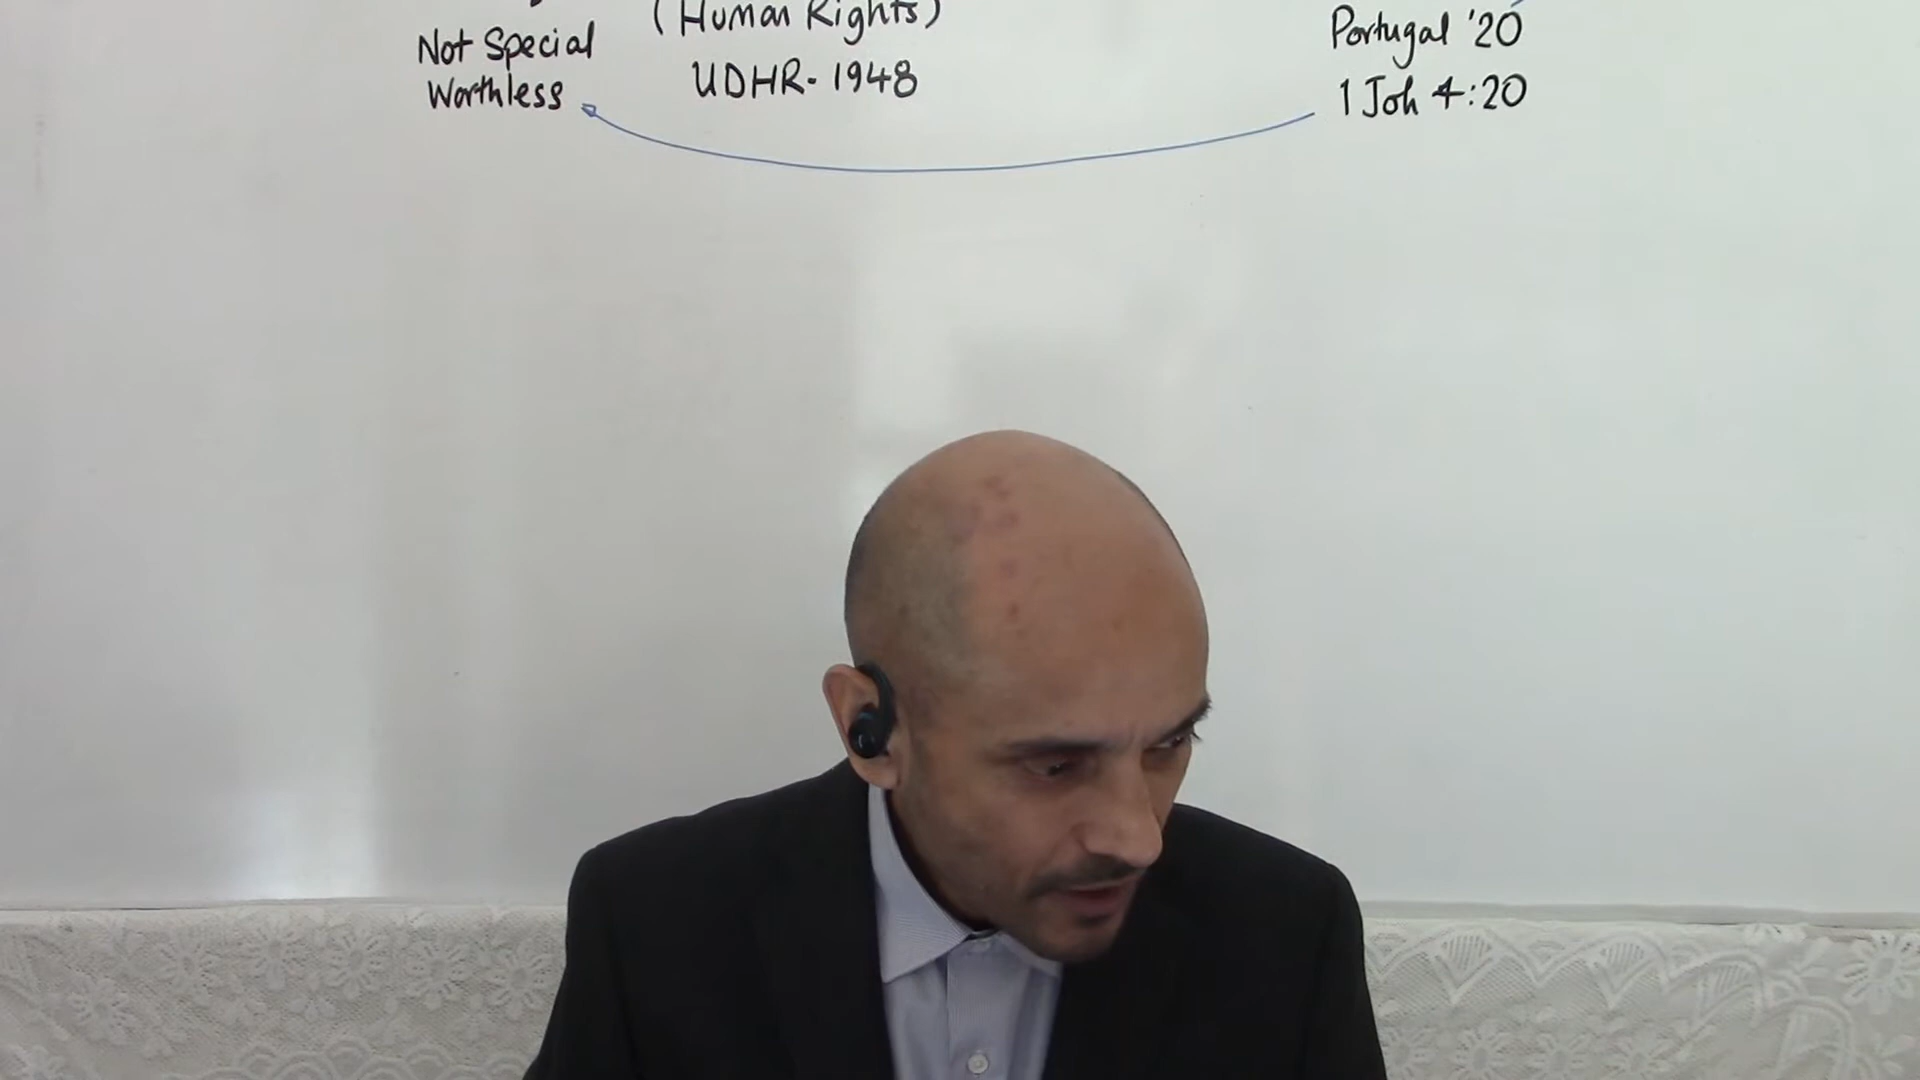 Not Special
Worthless
(Human Rights)
UDHR- 1948
Portugal '20
1 Joh 4:20